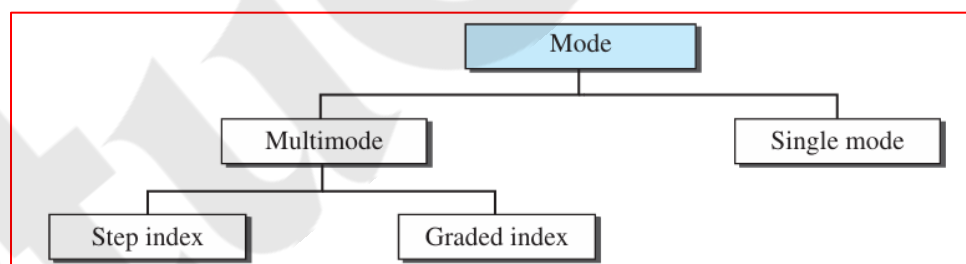 Mode
Multimode
Single mode
Step index
Graded index